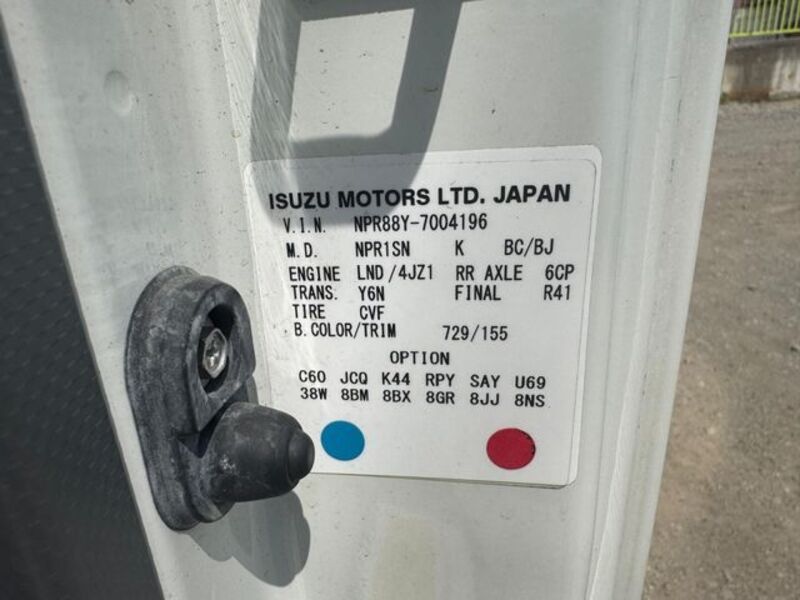 ISUZU MOTORS LTD. JAPAN
V.I.N. NPR88Y-7004196
M.D. NPR1SN K BC/BJ
ENGINE LND/4JZ1 RR AXLE 6CP
TRANS. Y6N FINAL R41
TIRE CVF
B.COLOR/TRIM 729/155
OPTION
C60 JCQ K44 RPY SAY U69
38W 8BM 8BX 8GR 8JJ 8NS